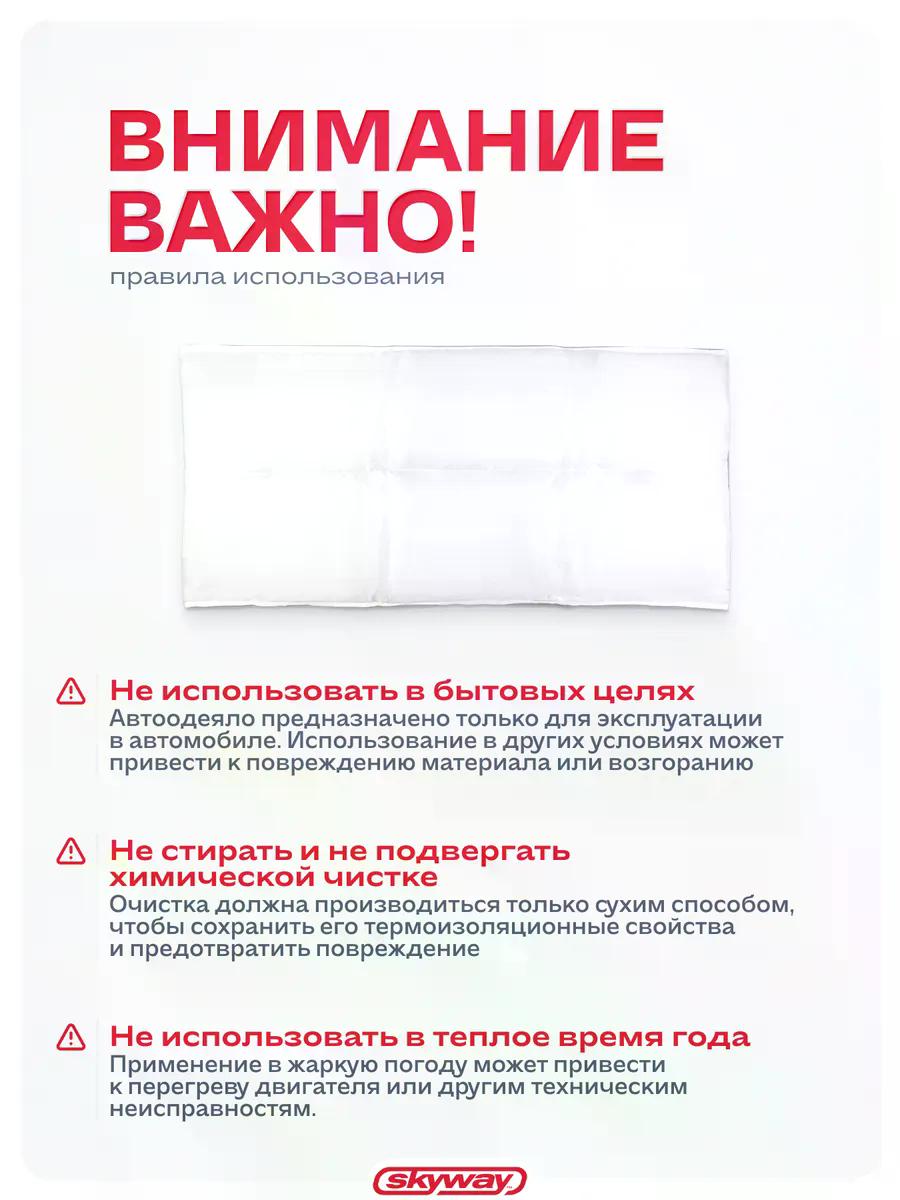 ВНИМАНИЕ
ВАЖНО!
правила использования
Не использовать в бытовых целях
Автоодеяло предназначено только для эксплуатации
в автомобиле. Использование в других условиях может
привести к повреждению материала или возгоранию
Не стирать и не подвергать
химической чистке
Очистка должна производиться только сухим способом,
чтобы сохранить его термоизоляционные свойства
и предотвратить повреждение
Не использовать в теплое время года
Применение в жаркую погоду может привести
к перегреву двигателя или другим техническим
неисправностям.
skyway